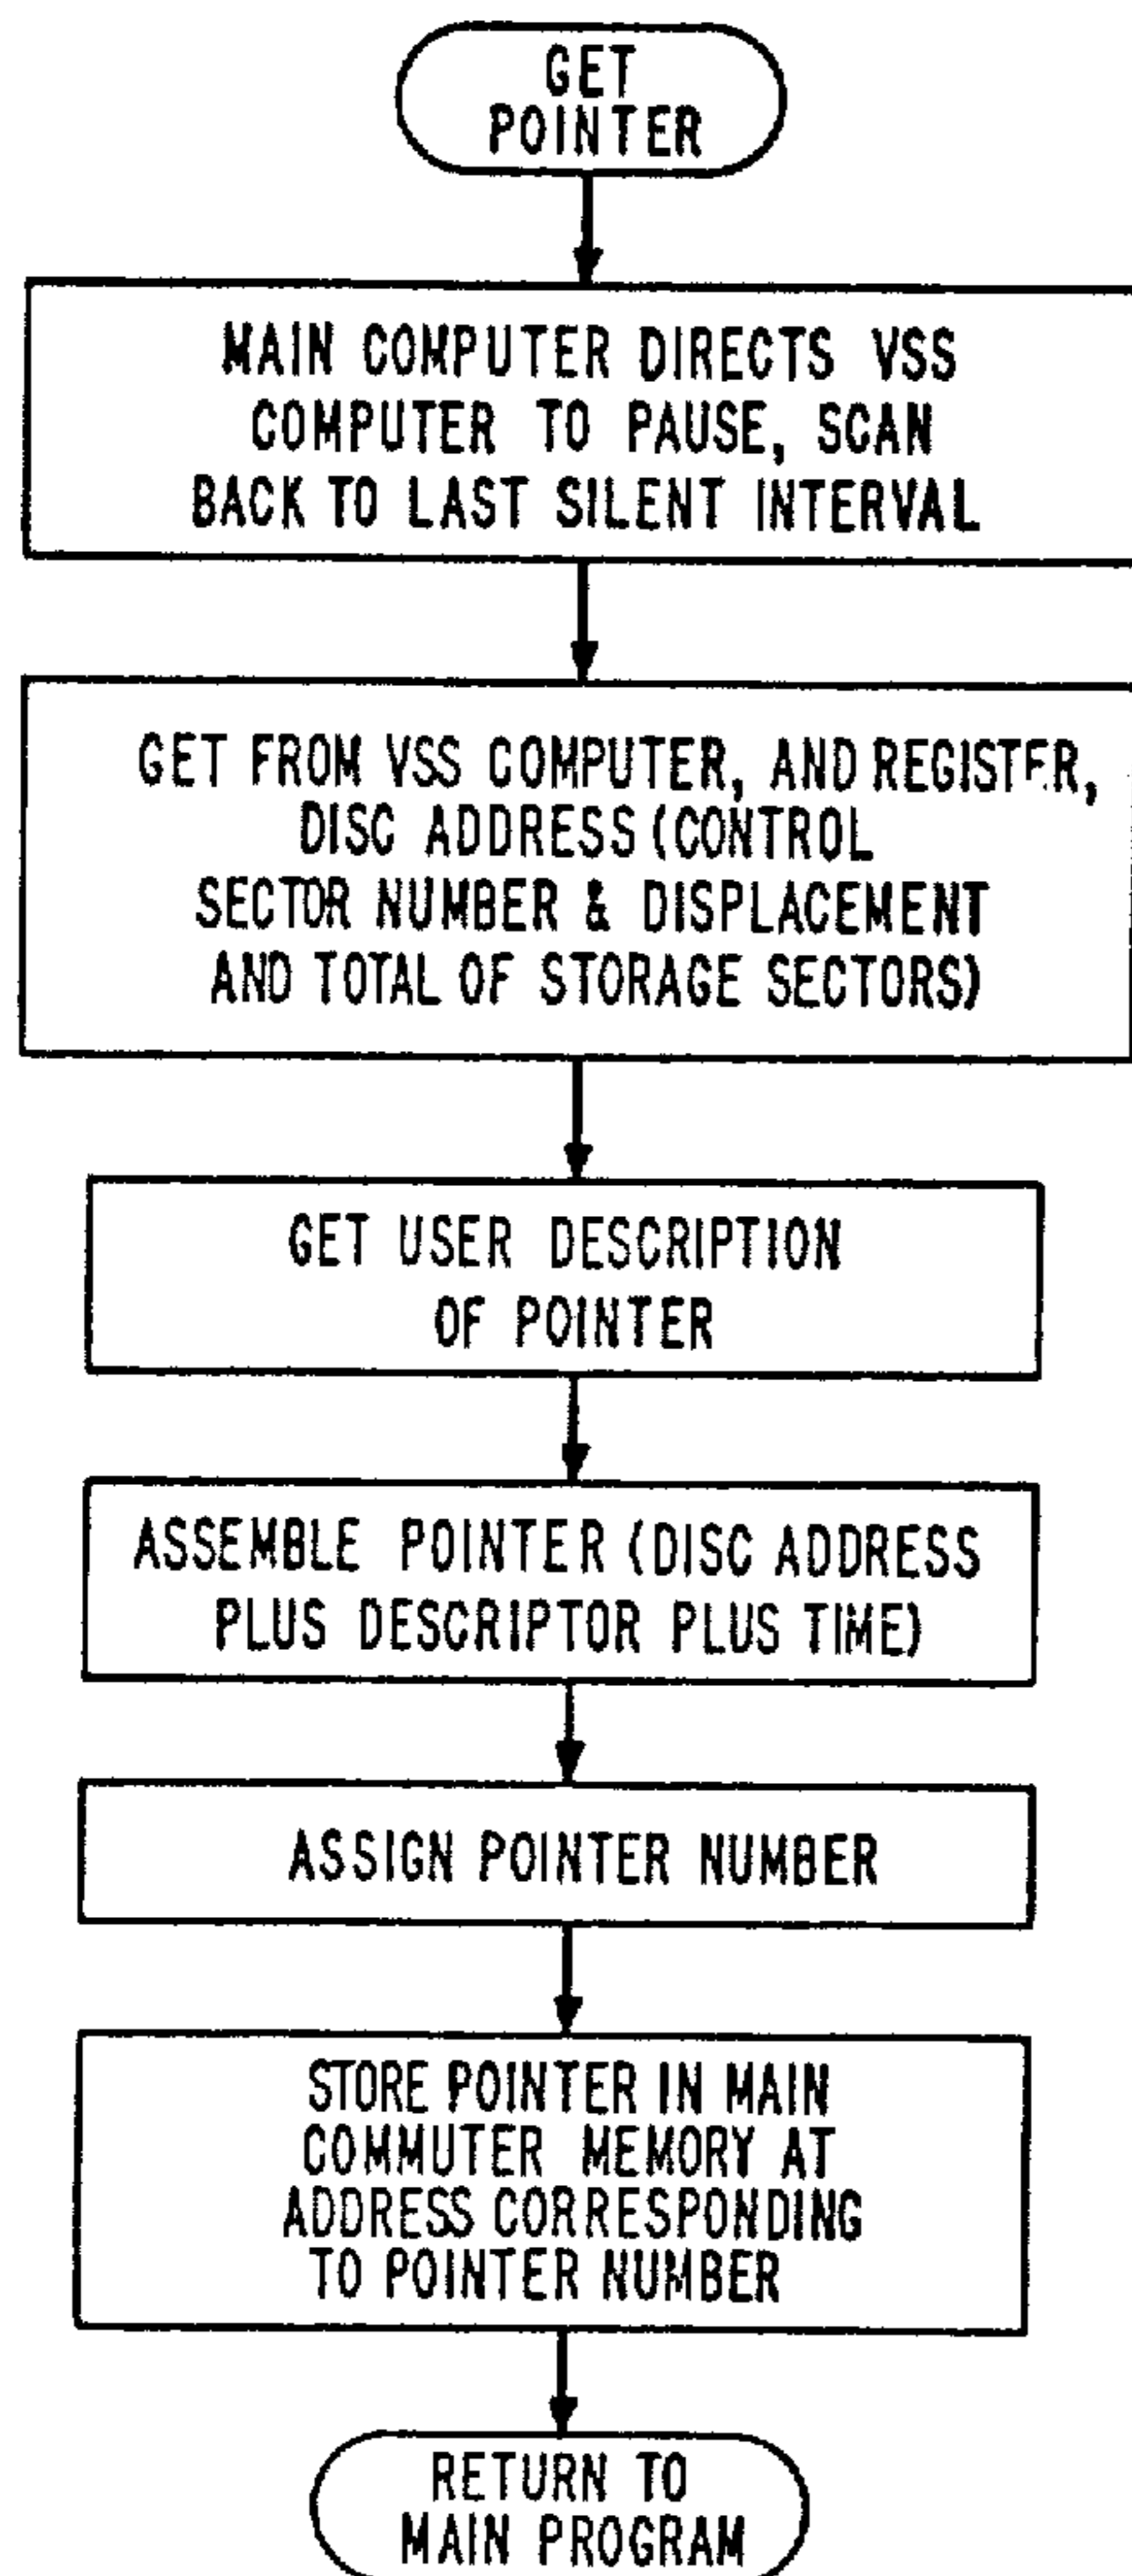 GET
POINTER
MAIN COMPUTER DIRECTS VSS
COMPUTER TO PAUSE, SCAN
BACK TO LAST SILENT INTERVAL
GET FROM VSS COMPUTER, AND REGISTER,
DISC ADDRESS (CONTROL
SECTOR NUMBER & DISPLACEMENT
AND TOTAL OF STORAGE SECTORS)
GET USER DESCRIPTION
OF POINTER
ASSEMBLE POINTER (DISC ADDRESS
PLUS DESCRIPTOR PLUS TIME)
ASSIGN POINTER NUMBER
STORE POINTER IN MAIN
COMMUTER MEMORY AT
ADDRESS CORRESPONDING
TO POINTER NUMBER
RETURN TO
MAIN PROGRAM